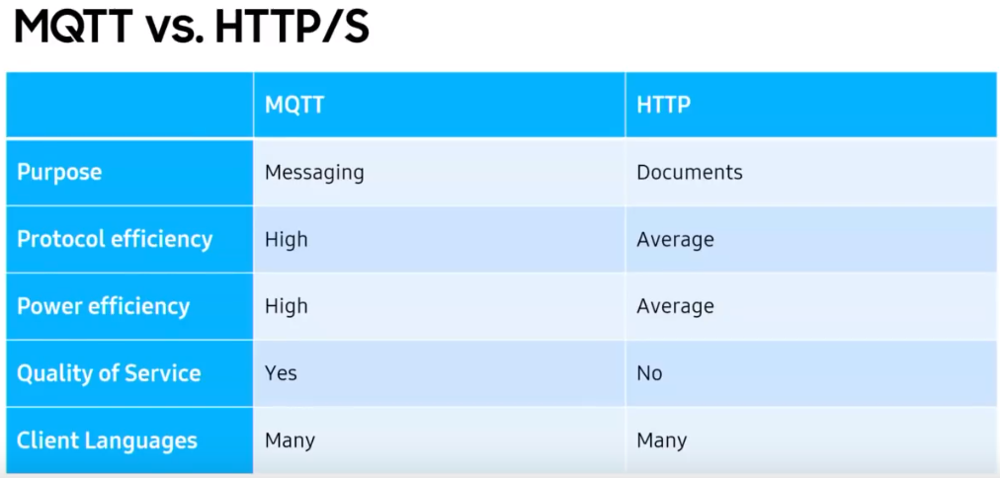 MQTT vs. HTTP/S
MQTT HTTP
Purpose Messaging Documents
Protocol efficiency High Average
Power efficiency High Average
Quality of Service Yes No
Client Languages Many Many